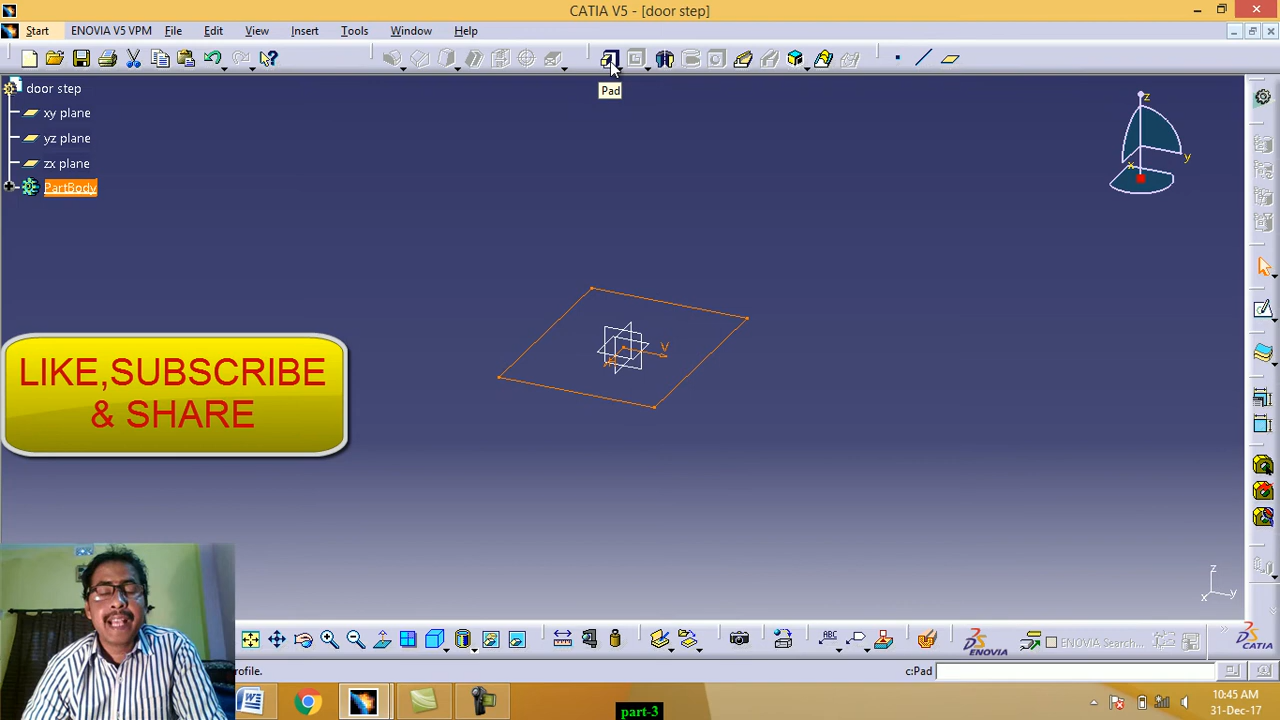 CATIA V5 - [door step]
Start
ENOVIA V5 VPM
File
Edit
View
Insert
Tools
Window
Help
Pad
door step
xy plane
yz plane
zx plane
PartBody
z
y
x
V
LIKE,SUBSCRIBE
& SHARE
z
x
y
ABC
ENOVIA
ENOVIA Search...
CATIA
rofile.
c:Pad
10:45 AM
31-Dec-17
part-3